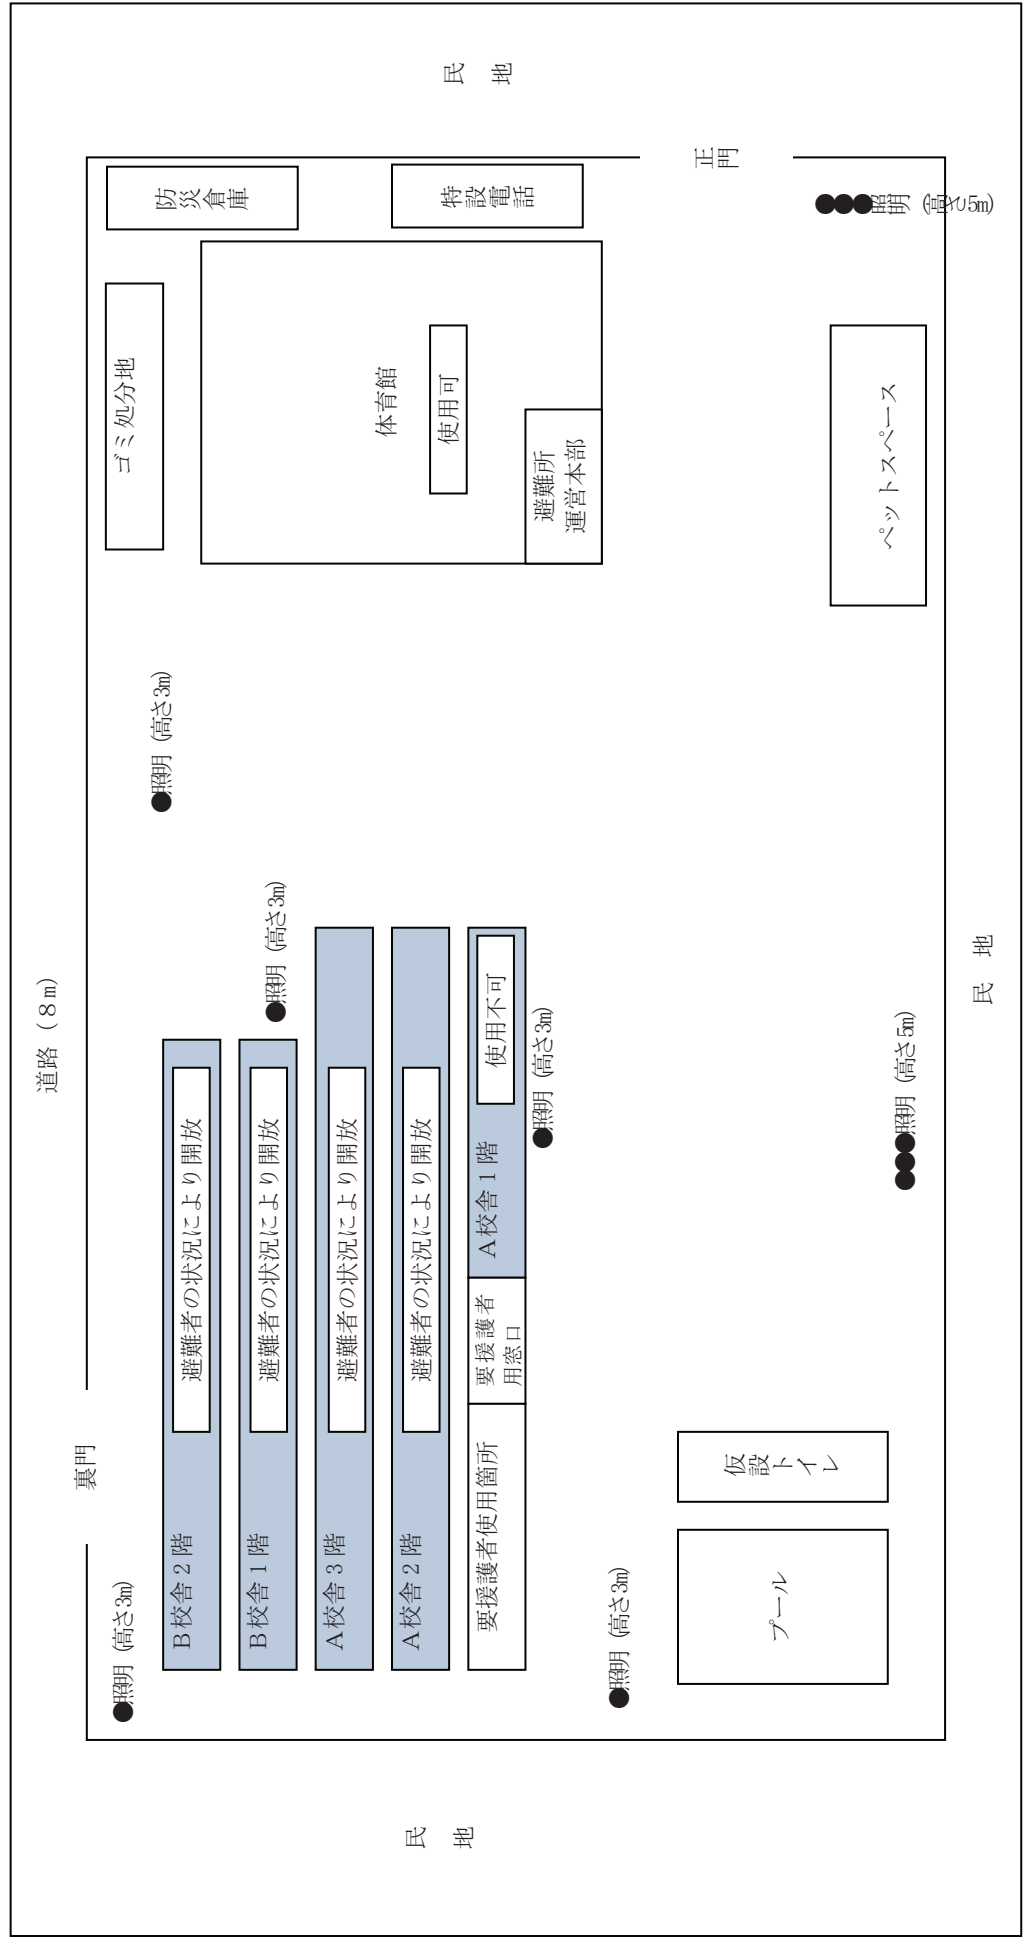 道路（８ｍ）
裏門
●照明（高さ3m）
ゴミ処分地
●照明（高さ3m）
防災倉庫
Ｂ校舎２階
避難者の状況により開放
Ｂ校舎１階
避難者の状況により開放
●照明（高さ3m）
Ａ校舎３階
避難者の状況により開放
体育館
使用可
Ａ校舎２階
避難者の状況により開放
特設電話
民 地
民 地
要援護者使用箇所
要援護者
用窓口
Ａ校舎１階
使用不可
●照明（高さ3m）
避難所
運営本部
●照明（高さ3m）
正門
プール
仮設トイレ
ペットスペース
●●●照明（高さ5m）
●●●照明（高さ5m）
民 地